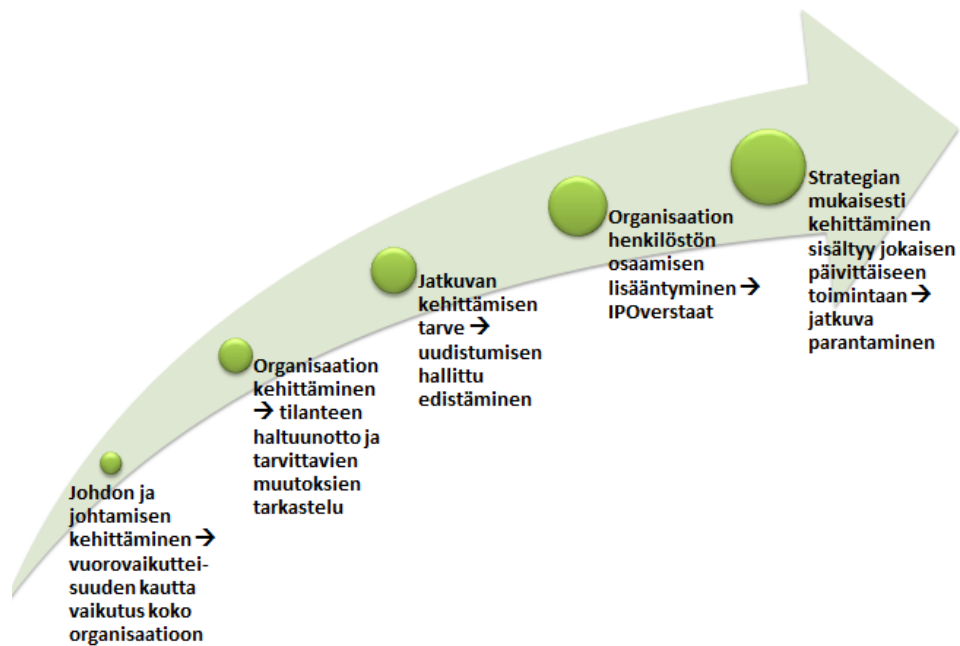 Johdon ja
johtamisen
kehittäminen →
vuorovaikuttei-
suuden kautta
vaikutus koko
organisaatioon
Organisaation
kehittäminen
→ tilanteen
haltuunotto ja
tarvittavien
muutoksien
tarkastelu
Jatkuvan
kehittämisen
tarve →
uudistumisen
hallittu
edistäminen
Organisaation
henkilöstön
osaamisen
lisääntyminen →
IPOverstaat
Strategian
mukaisesti
kehittäminen
sisältyy jokaisen
päivittäiseen
toimintaan →
jatkuva
parantaminen